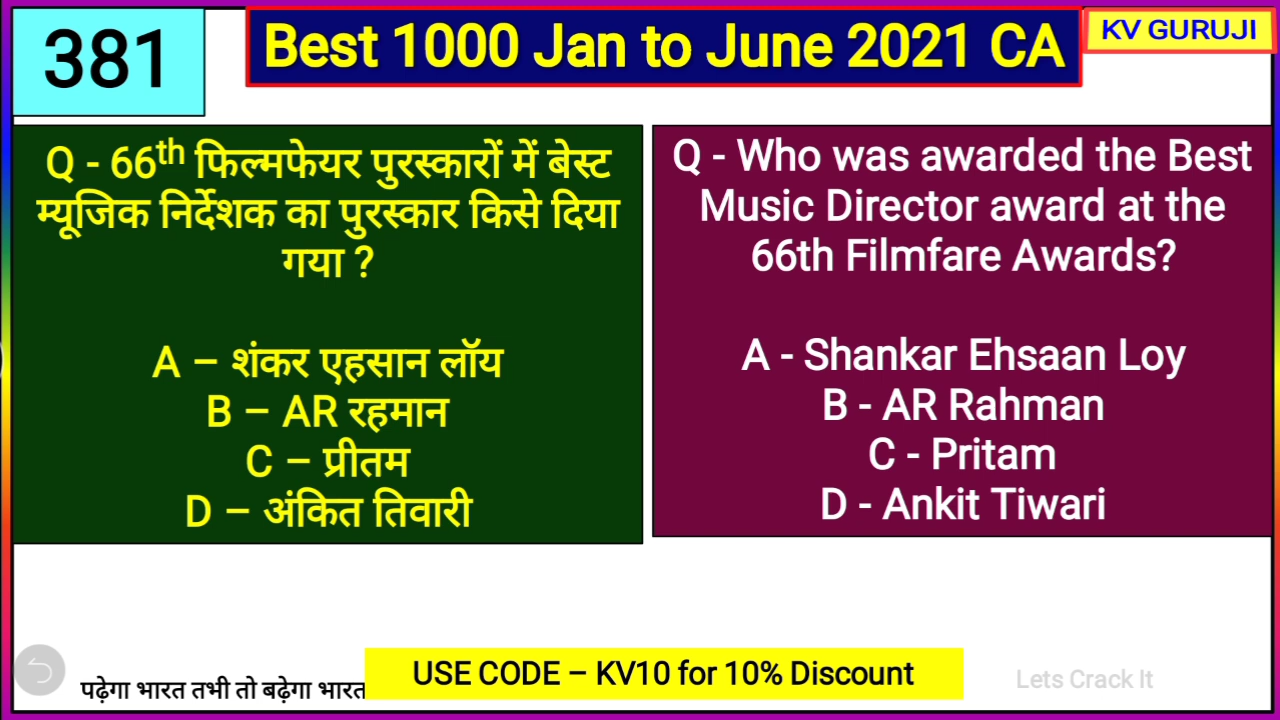 381
Best 1000 Jan to June 2021 CA
KV GURUJI
Q - 66th फिल्मफेयर पुरस्कारों में बेस्ट
म्यूजिक निर्देशक का पुरस्कार किसे दिया
गया ?
A – शंकर एहसान लॉय
B – AR रहमान
C – प्रीतम
D – अंकित तिवारी
Q - Who was awarded the Best
Music Director award at the
66th Filmfare Awards?
A - Shankar Ehsaan Loy
B - AR Rahman
C - Pritam
D - Ankit Tiwari
पढ़ेगा भारत तभी तो बढ़ेगा भारत
USE CODE – KV10 for 10% Discount
Lets Crack It